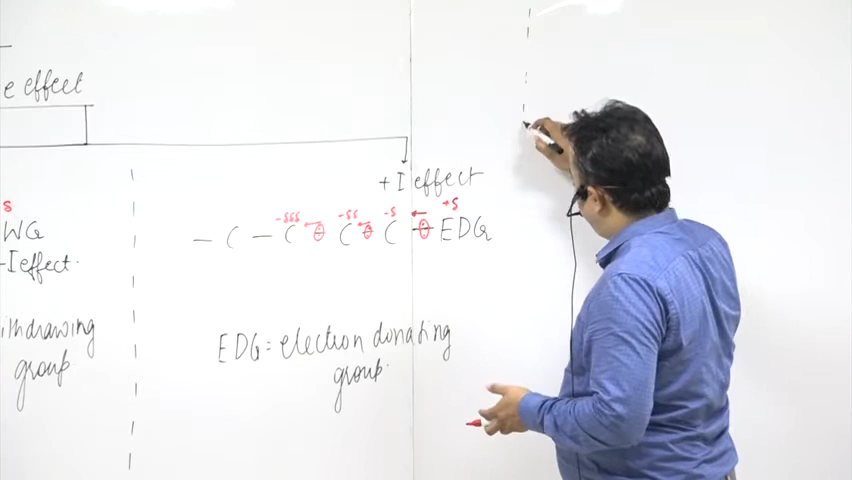 e effect
+I effect
δ
-δδδ -δδ -δ +δ
WG
- C - C C C EDG
-I effect.
ithdrawing
group.
EDG = electron donating
group.